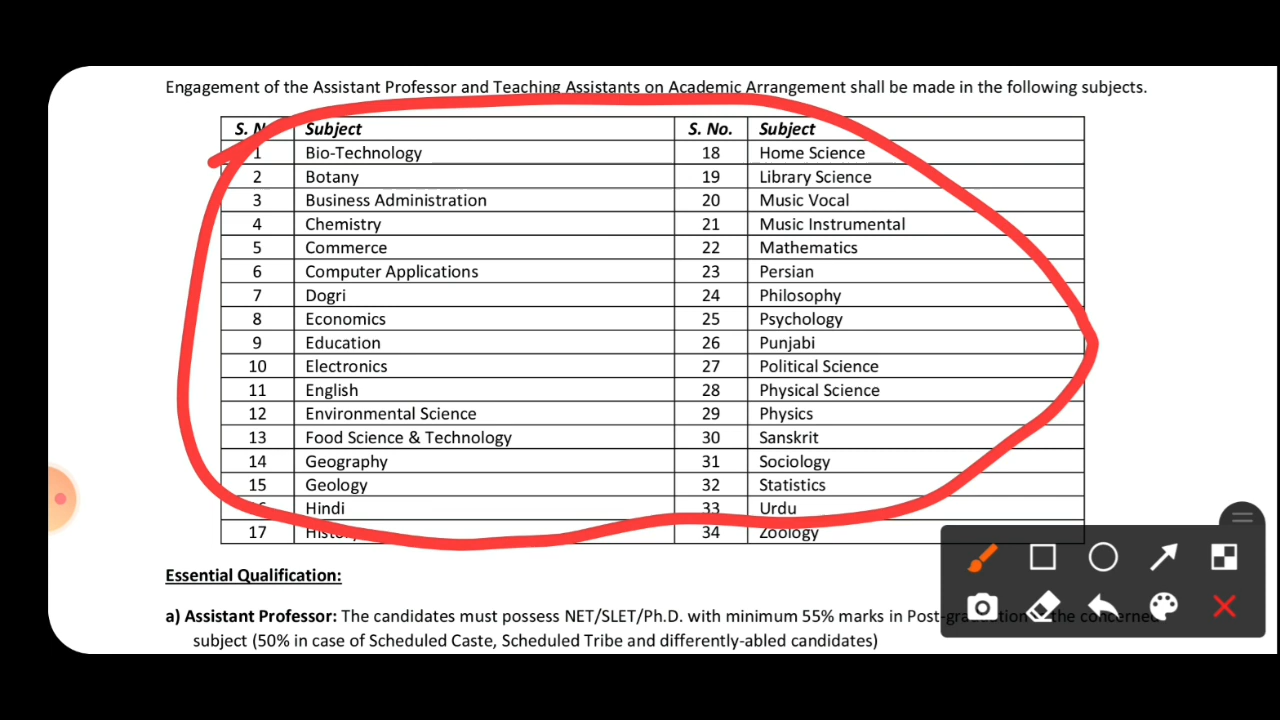 Engagement of the Assistant Professor and Teaching Assistants on Academic Arrangement shall be made in the following subjects.
S. N Subject S. No. Subject
1 Bio-Technology 18 Home Science
2 Botany 19 Library Science
3 Business Administration 20 Music Vocal
4 Chemistry 21 Music Instrumental
5 Commerce 22 Mathematics
6 Computer Applications 23 Persian
7 Dogri 24 Philosophy
8 Economics 25 Psychology
9 Education 26 Punjabi
10 Electronics 27 Political Science
11 English 28 Physical Science
12 Environmental Science 29 Physics
13 Food Science & Technology 30 Sanskrit
14 Geography 31 Sociology
15 Geology 32 Statistics
Hindi 33 Urdu
17 History 34 Zoology
Essential Qualification:
a) Assistant Professor: The candidates must possess NET/SLET/Ph.D. with minimum 55% marks in Post-graduation the concerned
subject (50% in case of Scheduled Caste, Scheduled Tribe and differently-abled candidates)